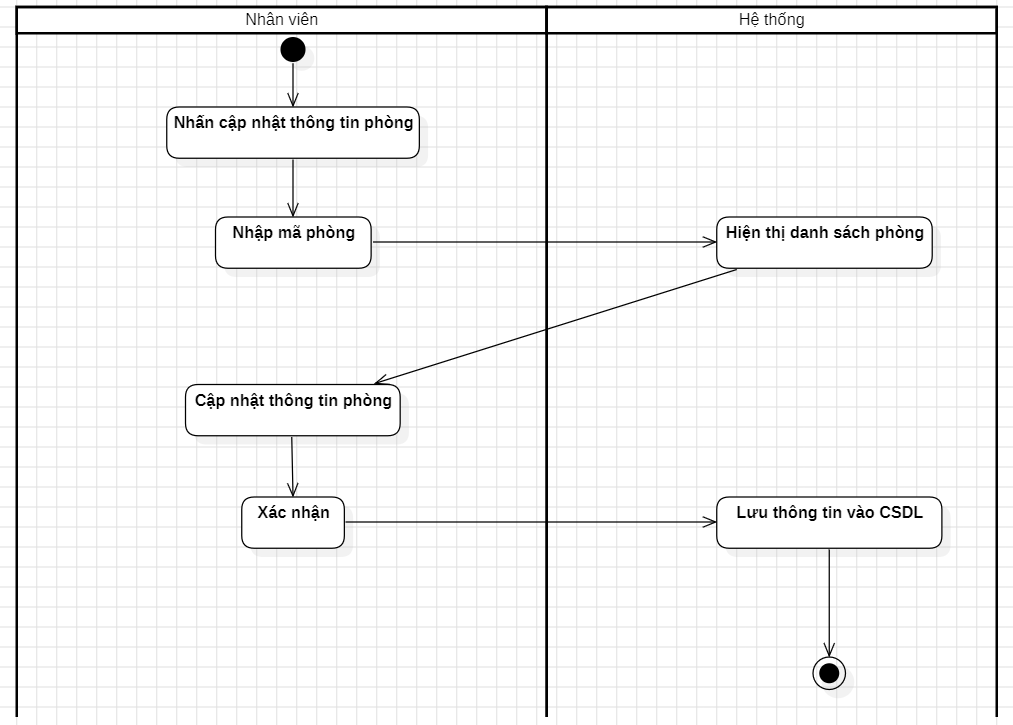 Nhân viên
Hệ thống
Nhấn cập nhật thông tin phòng
Nhập mã phòng
Hiện thị danh sách phòng
Cập nhật thông tin phòng
Xác nhận
Lưu thông tin vào CSDL